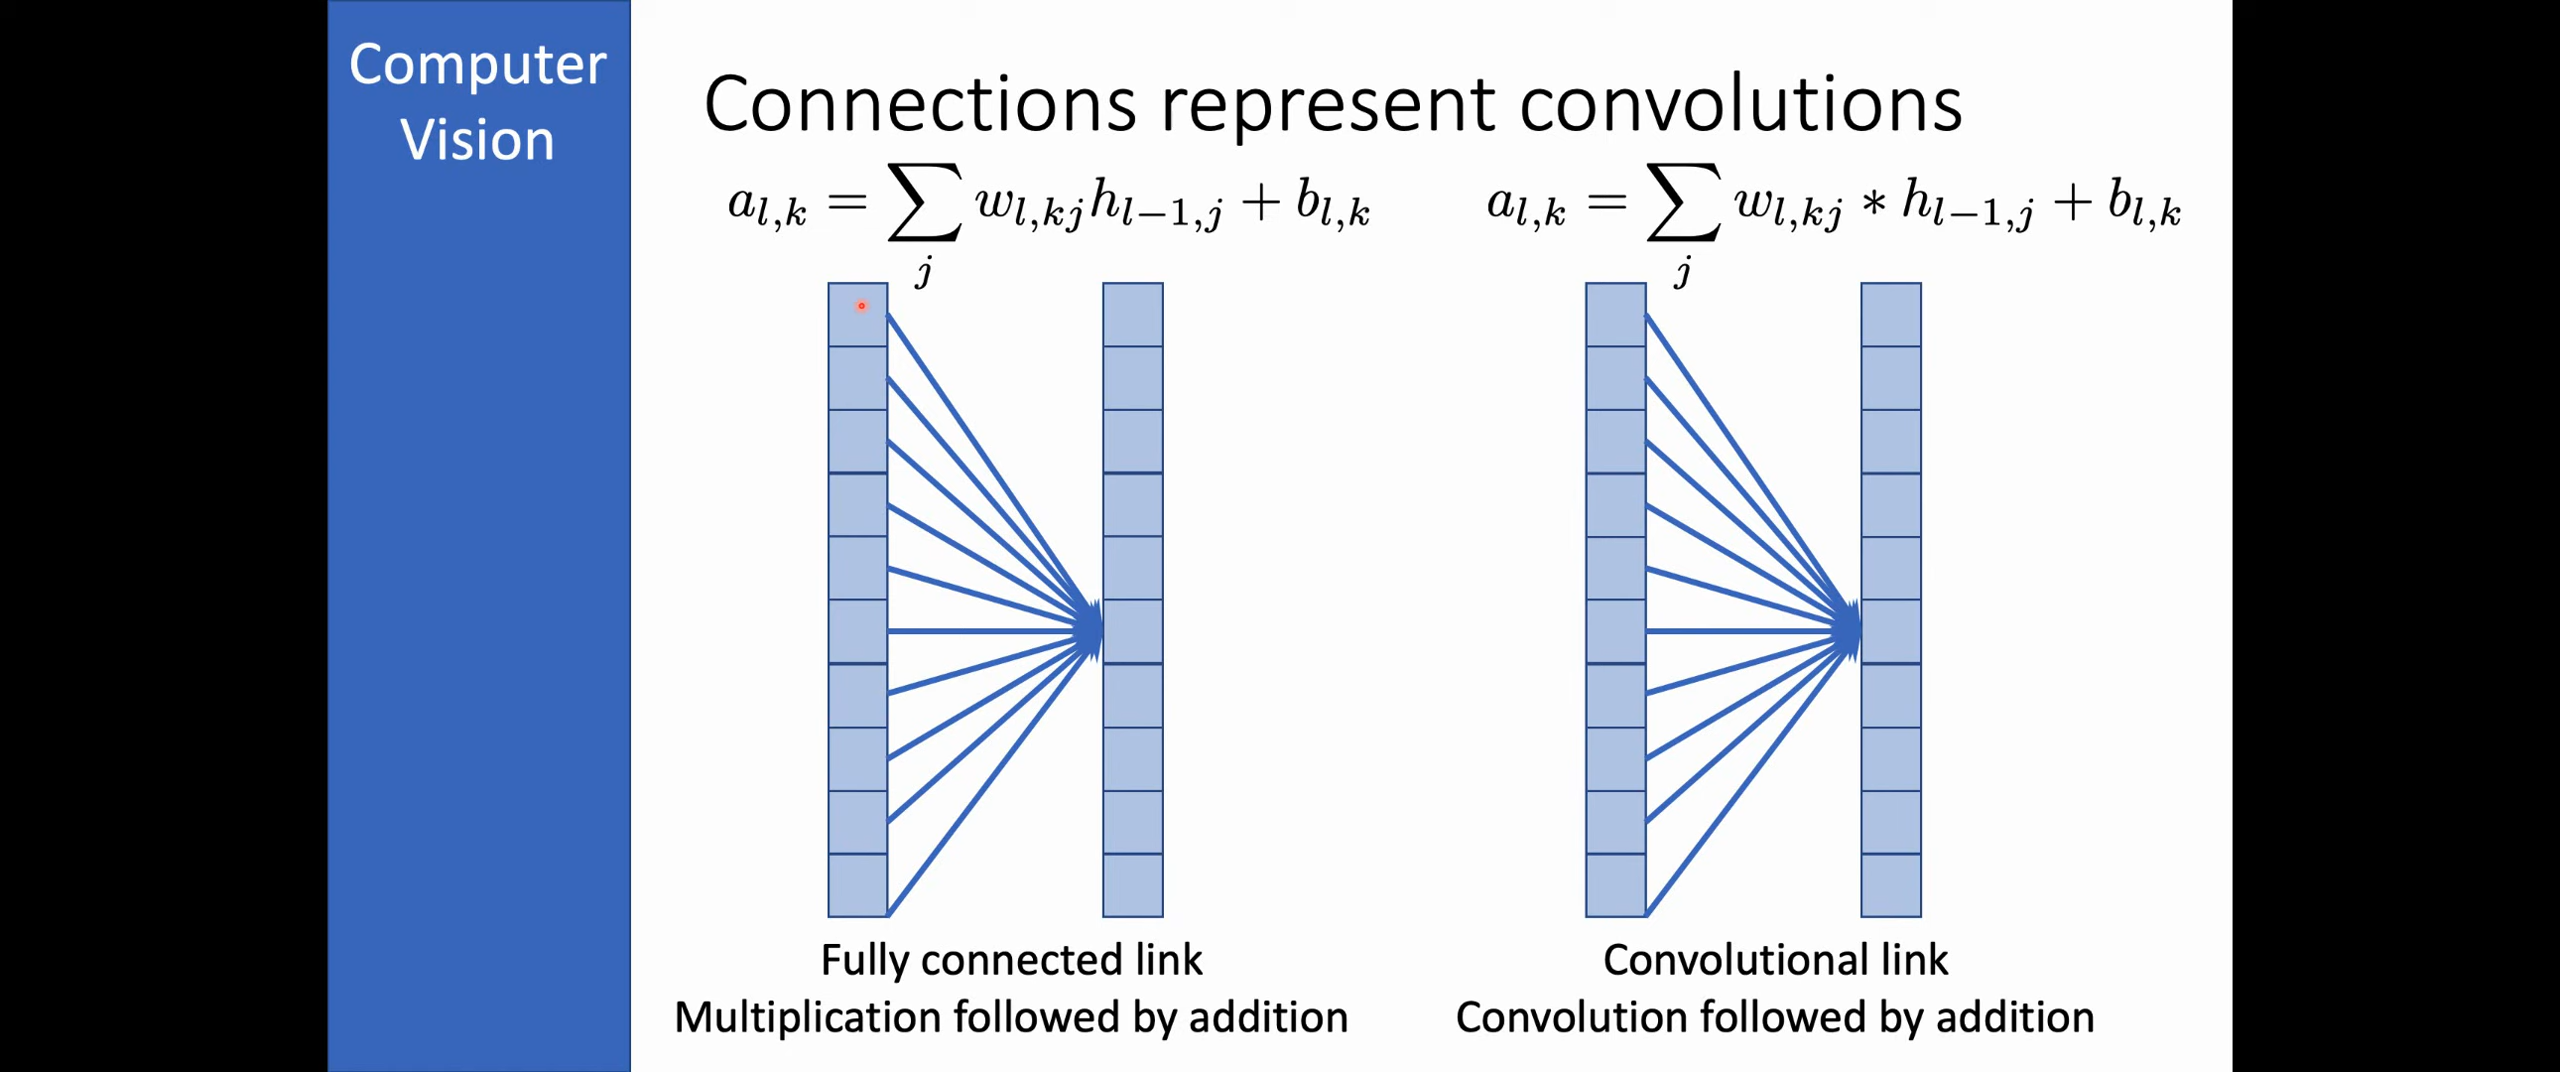 Computer
Vision
Connections represent convolutions
a_{l,k} = \sum_j w_{l,kj} h_{l-1,j} + b_{l,k}
a_{l,k} = \sum_j w_{l,kj} * h_{l-1,j} + b_{l,k}
Fully connected link
Multiplication followed by addition
Convolutional link
Convolution followed by addition